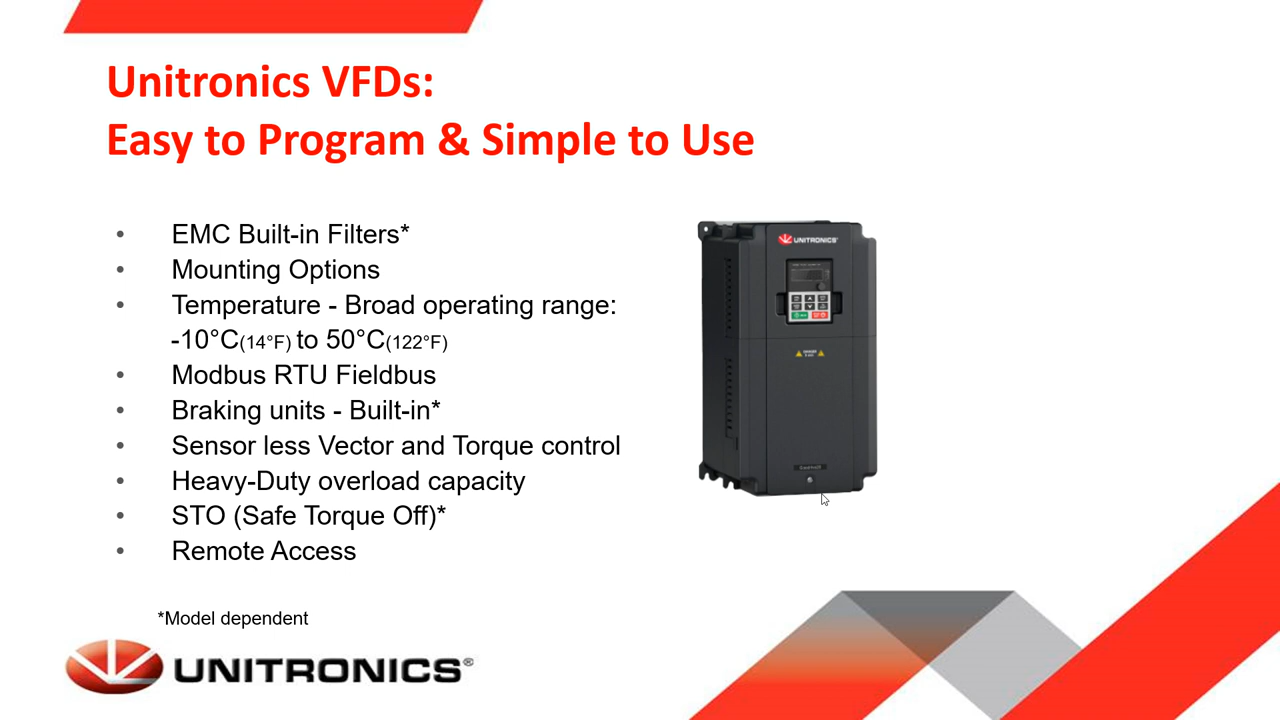 Unitronics VFDs:
Easy to Program & Simple to Use
• EMC Built-in Filters*
• Mounting Options
• Temperature - Broad operating range:
-10°C(14°F) to 50°C(122°F)
• Modbus RTU Fieldbus
• Braking units - Built-in*
• Sensor less Vector and Torque control
• Heavy-Duty overload capacity
• STO (Safe Torque Off)*
• Remote Access
*Model dependent
UNITRONICS®
UNITRONICS®